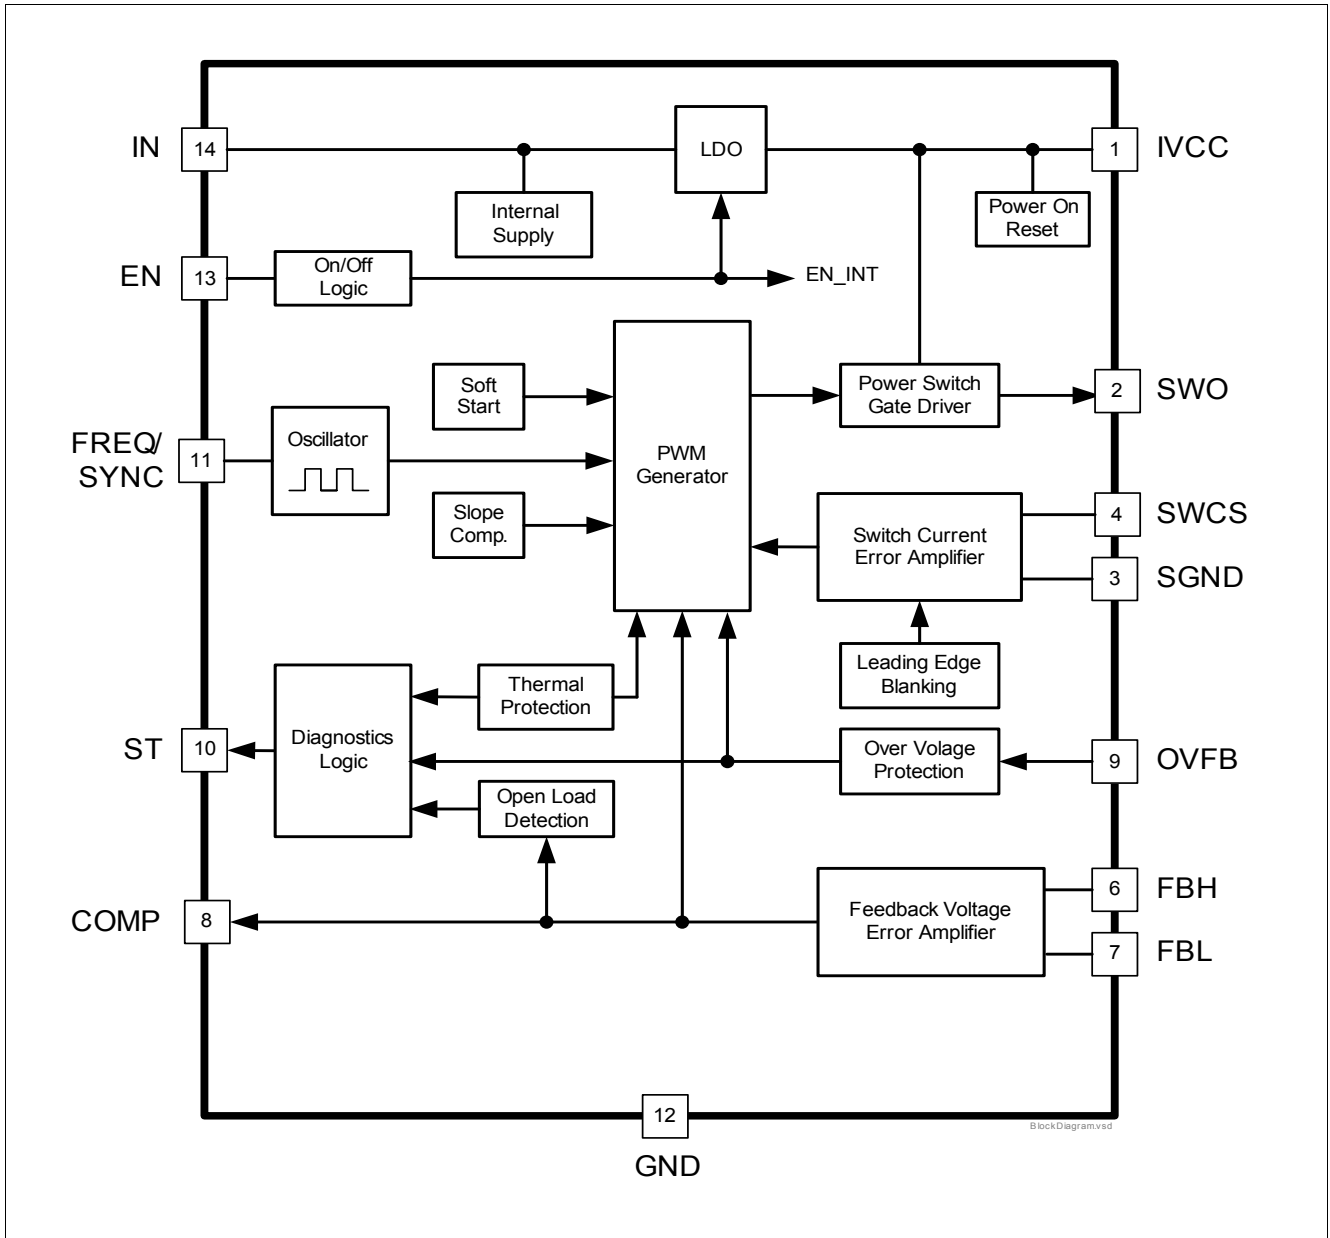 IN
14
LDO
1
IVCC
Internal
Supply
Power On
Reset
EN
13
On/Off
Logic
EN_INT
Soft
Start
Power Switch
Gate Driver
2
SWO
FREQ/
SYNC
11
Oscillator
PWM
Generator
Slope
Comp.
Switch Current
Error Amplifier
4
SWCS
3
SGND
Leading Edge
Blanking
Thermal
Protection
ST
10
Diagnostics
Logic
Over Volage
Protection
9
OVFB
Open Load
Detection
COMP
8
Feedback Voltage
Error Amplifier
6
FBH
7
FBL
12
GND
BlockDiagram.vsd